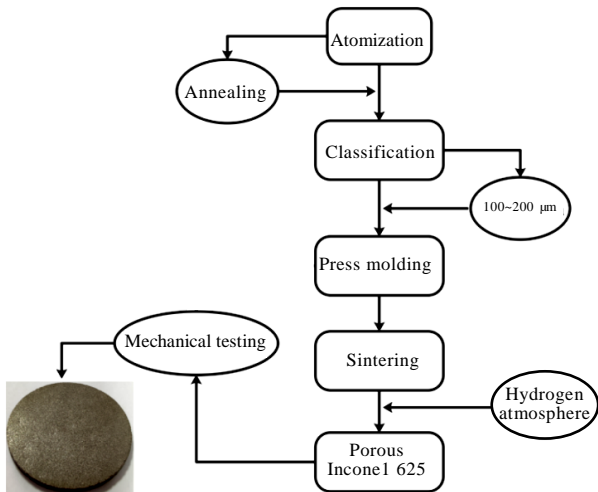 Atomization
Annealing
Classification
100~200 μm
Press molding
Mechanical testing
Sintering
Hydrogen
atmosphere
Porous
Incone1 625